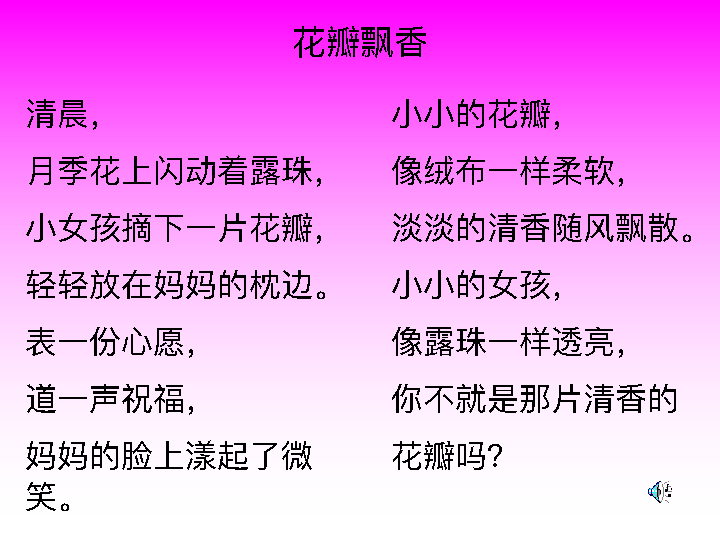 花瓣飘香
清晨，
月季花上闪动着露珠，
小女孩摘下一片花瓣，
轻轻放在妈妈的枕边。
表一份心愿，
道一声祝福，
妈妈的脸上漾起了微
笑。
小小的花瓣，
像绒布一样柔软，
淡淡的清香随风飘散。
小小的女孩，
像露珠一样透亮，
你不就是那片清香的
花瓣吗？